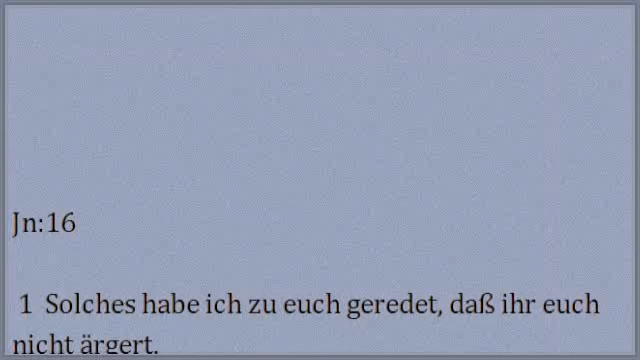 Jn:16
1 Solches habe ich zu euch geredet, daß ihr euch
nicht ärgert.